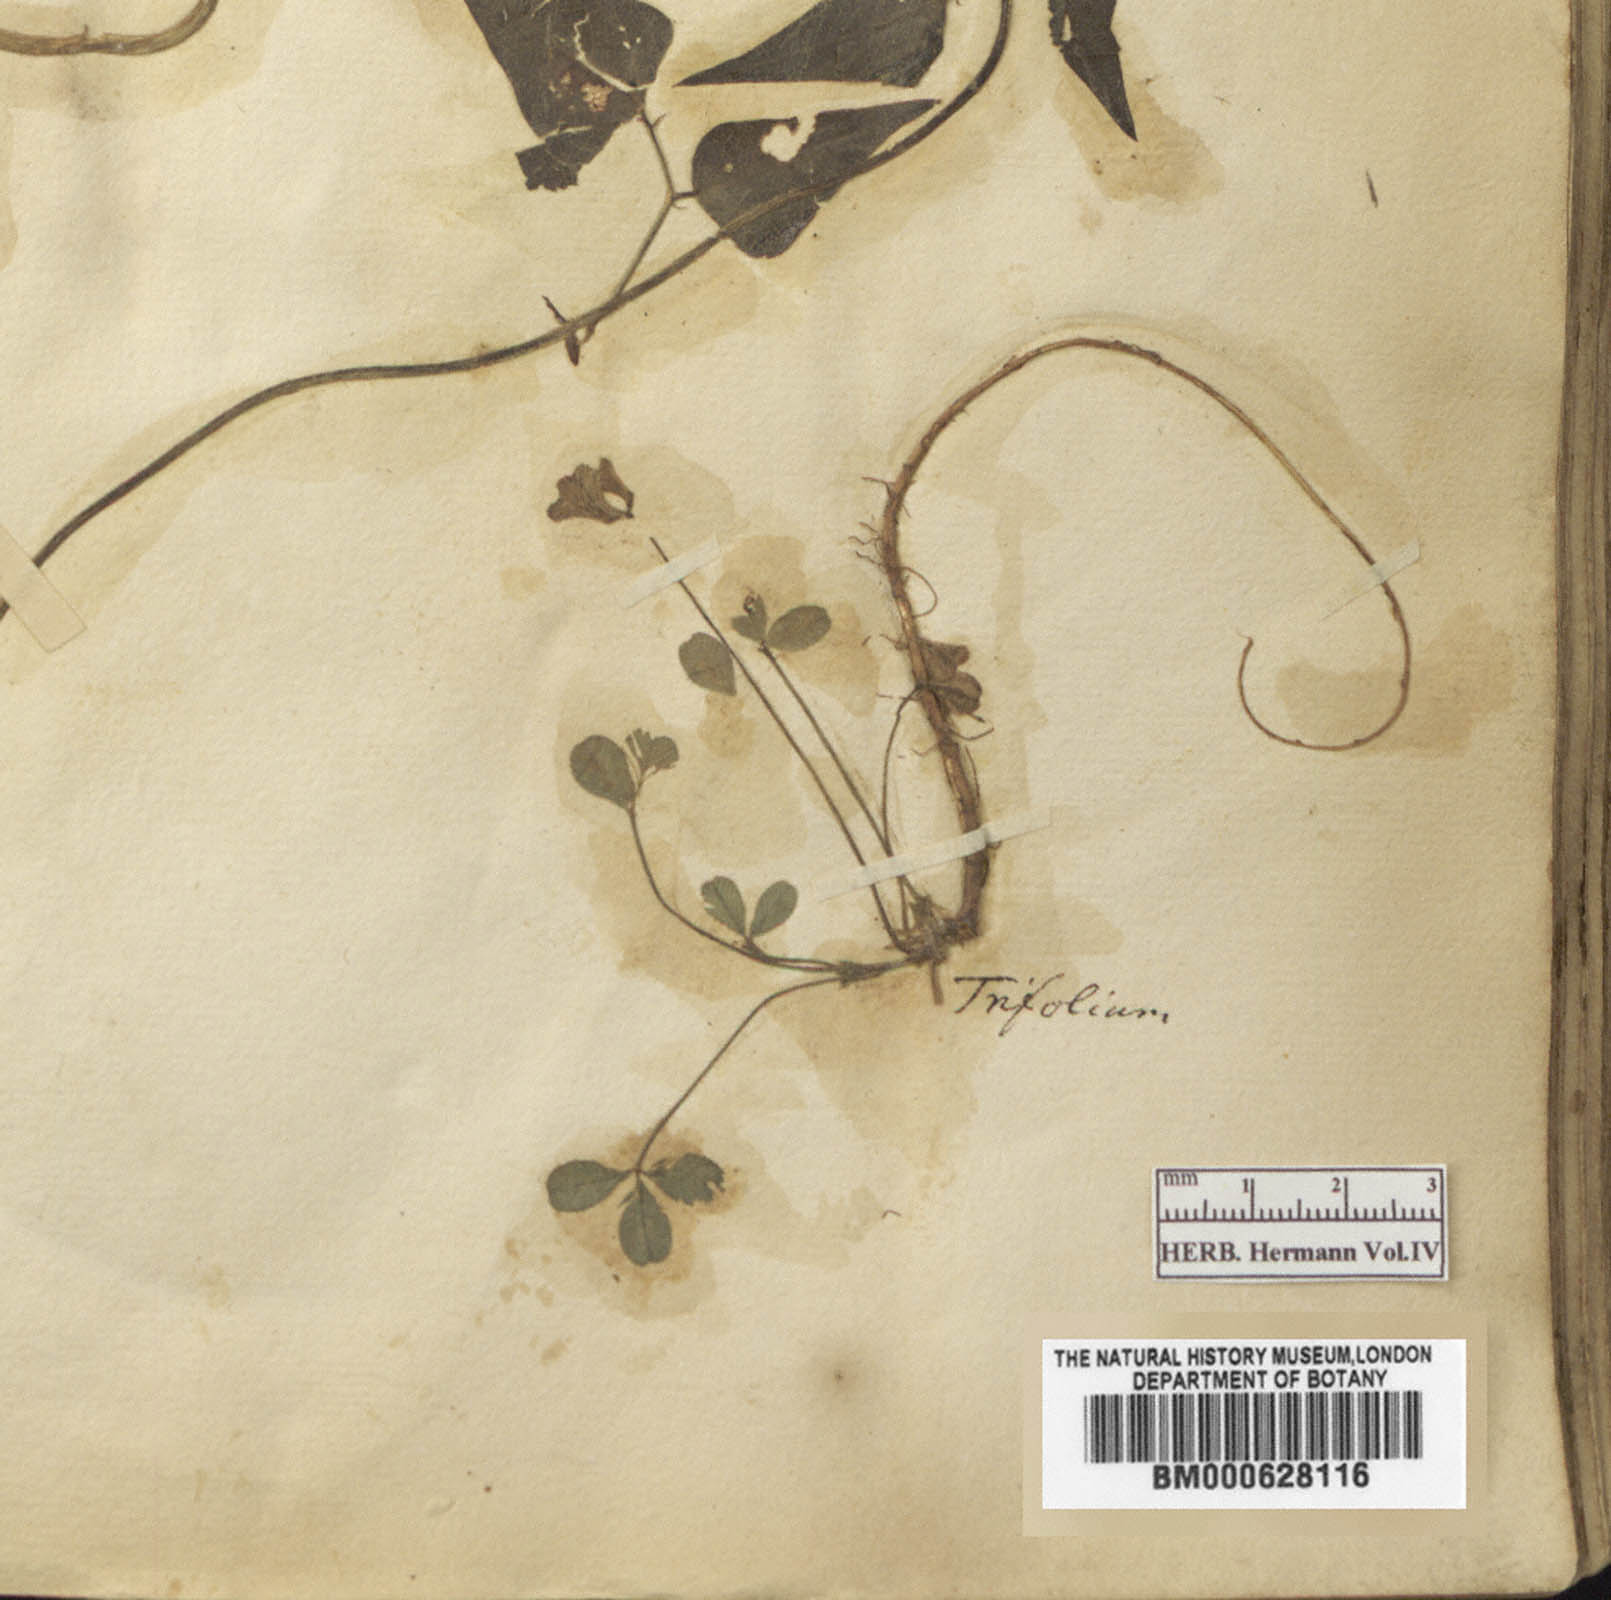 Trifolium
mm 1 2 3
HERB. Hermann Vol.IV
THE NATURAL HISTORY MUSEUM,LONDON
DEPARTMENT OF BOTANY
BM000628116